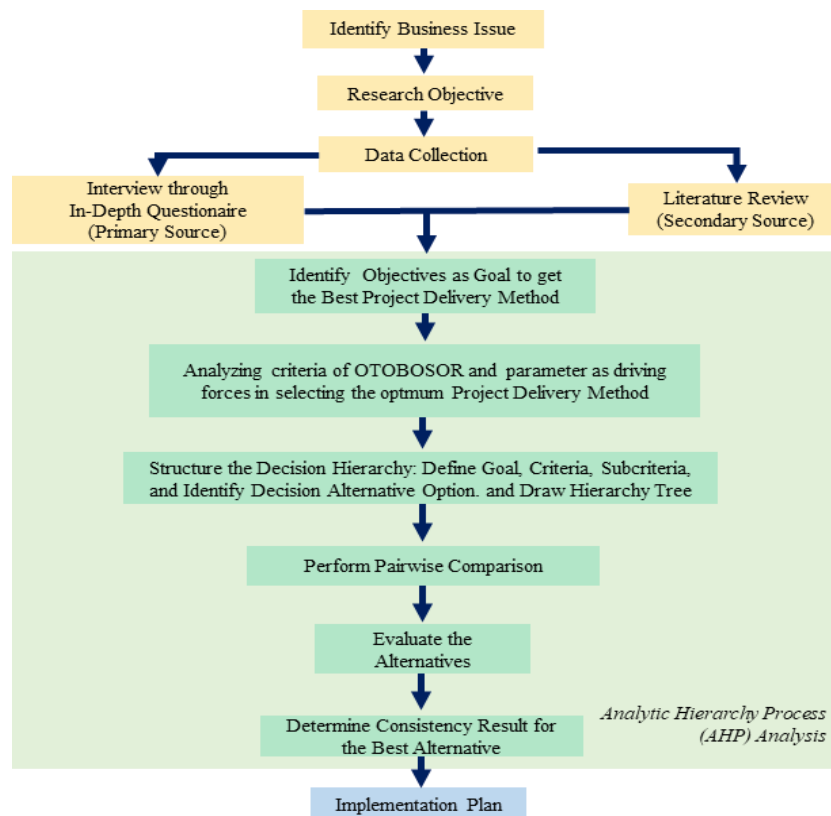 Identify Business Issue
Research Objective
Data Collection
Interview through
In-Depth Questionaire
(Primary Source)
Literature Review
(Secondary Source)
Identify Objectives as Goal to get
the Best Project Delivery Method
Analyzing criteria of OTOBOSOR and parameter as driving
forces in selecting the optmum Project Delivery Method
Structure the Decision Hierarchy: Define Goal, Criteria, Subcriteria,
and Identify Decision Alternative Option. and Draw Hierarchy Tree
Perform Pairwise Comparison
Evaluate the
Alternatives
Determine Consistency Result for
the Best Alternative
Analytic Hierarchy Process
(AHP) Analysis
Implementation Plan